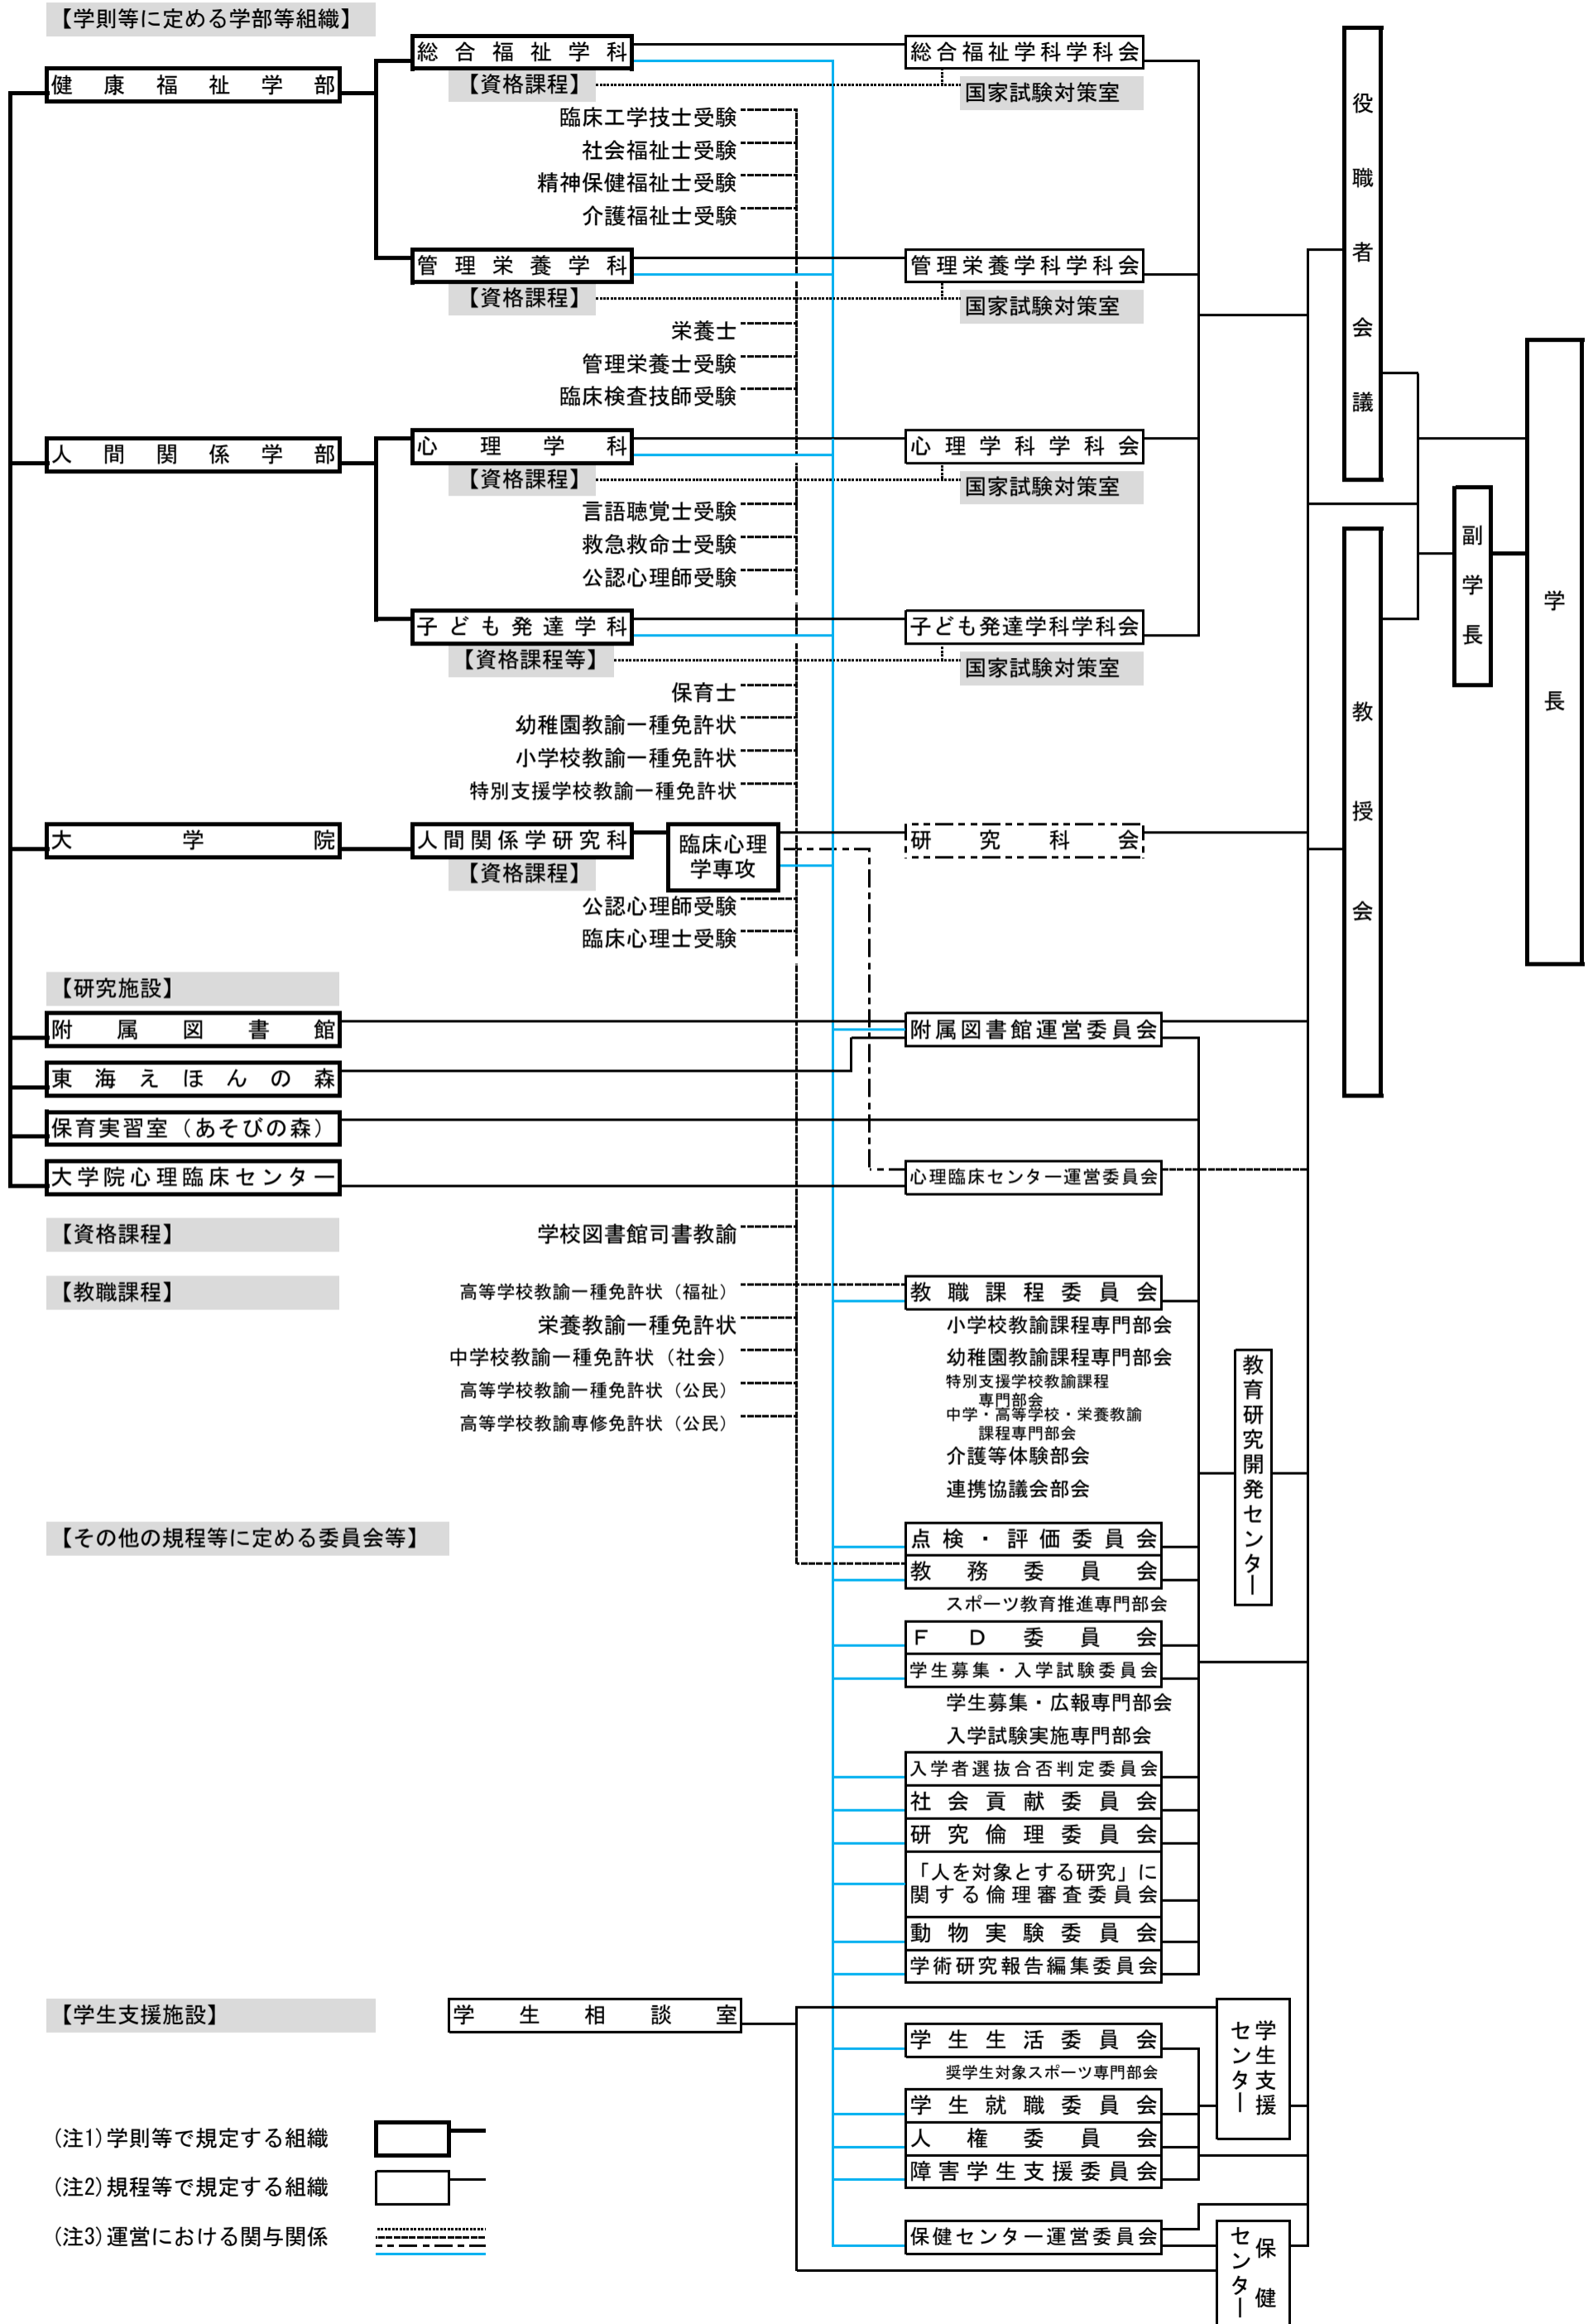 【学則等に定める学部等組織】
健康福祉学部
総合福祉学科
【資格課程】
臨床工学技士受験
社会福祉士受験
精神保健福祉士受験
介護福祉士受験
総合福祉学科学科会
国家試験対策室
管理栄養学科
【資格課程】
栄養士
管理栄養士受験
臨床検査技師受験
管理栄養学科学科会
国家試験対策室
人間関係学部
心理学科
【資格課程】
言語聴覚士受験
救急救命士受験
公認心理師受験
心理学科学科会
国家試験対策室
子ども発達学科
【資格課程等】
保育士
幼稚園教諭一種免許状
小学校教諭一種免許状
特別支援学校教諭一種免許状
子ども発達学科学科会
国家試験対策室
大学院
人間関係学研究科
臨床心理
学専攻
【資格課程】
公認心理師受験
臨床心理士受験
研究科会
役職者会議
教授会
副学長
学長
【研究施設】
附属図書館
東海えほんの森
保育実習室（あそびの森）
大学院心理臨床センター
附属図書館運営委員会
心理臨床センター運営委員会
【資格課程】
学校図書館司書教諭
【教職課程】
高等学校教諭一種免許状（福祉）
栄養教諭一種免許状
中学校教諭一種免許状（社会）
高等学校教諭一種免許状（公民）
高等学校教諭専修免許状（公民）
教職課程委員会
小学校教諭課程専門部会
幼稚園教諭課程専門部会
特別支援学校教諭課程
専門部会
中学・高等学校・栄養教諭
課程専門部会
介護等体験部会
連携協議会部会
教育研究開発センター
【その他の規程等に定める委員会等】
点検・評価委員会
教務委員会
スポーツ教育推進専門部会
ＦＤ委員会
学生募集・入学試験委員会
学生募集・広報専門部会
入学試験実施専門部会
入学者選抜合否判定委員会
社会貢献委員会
研究倫理委員会
「人を対象とする研究」に
関する倫理審査委員会
動物実験委員会
学術研究報告編集委員会
【学生支援施設】
学生相談室
学生生活委員会
奨学生対象スポーツ専門部会
学生就職委員会
人権委員会
障害学生支援委員会
保健センター運営委員会
学生支援
センター
保健
センター
（注1）学則等で規定する組織
（注2）規程等で規定する組織
（注3）運営における関与関係